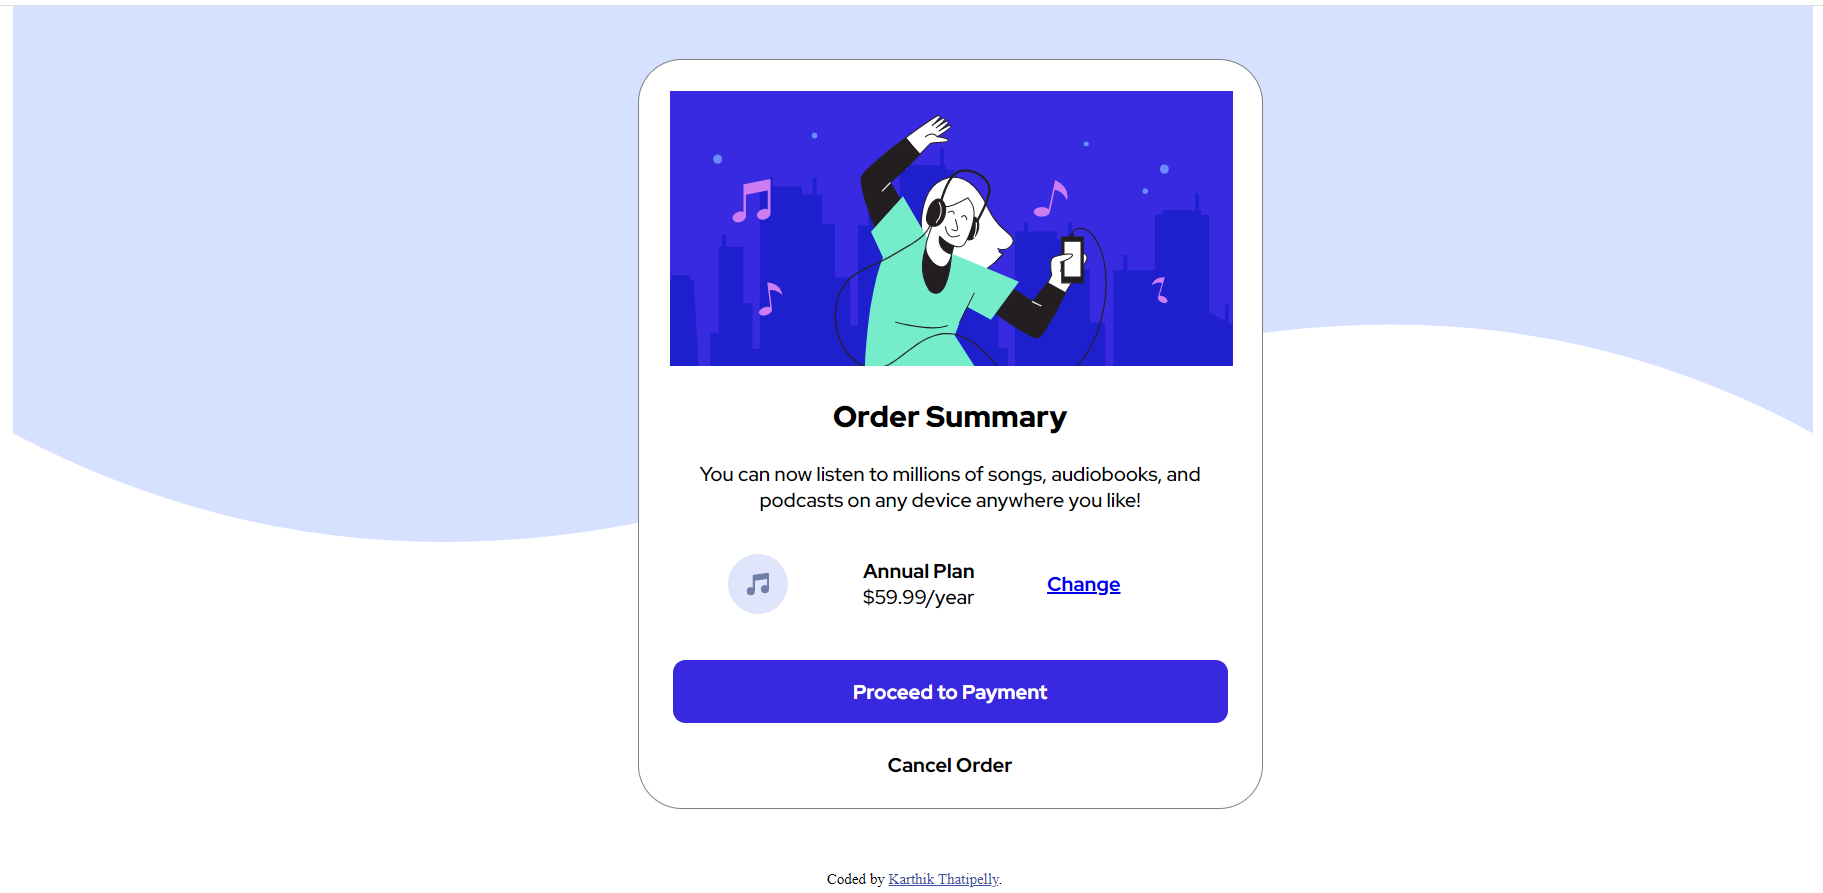 Order Summary
You can now listen to millions of songs, audiobooks, and
podcasts on any device anywhere you like!
Annual Plan
$59.99/year
Change
Proceed to Payment
Cancel Order
Coded by Karthik Thatipelly.